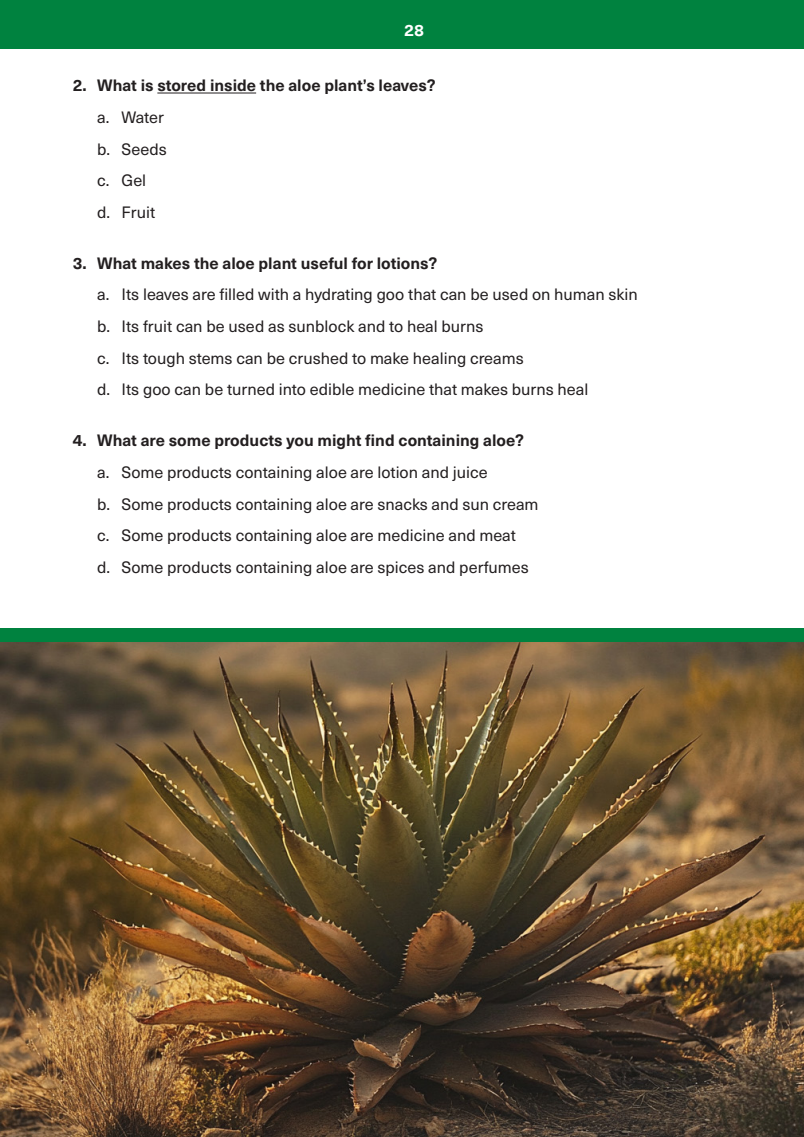 28
2. What is stored inside the aloe plant’s leaves?
a. Water
b. Seeds
c. Gel
d. Fruit
3. What makes the aloe plant useful for lotions?
a. Its leaves are filled with a hydrating goo that can be used on human skin
b. Its fruit can be used as sunblock and to heal burns
c. Its tough stems can be crushed to make healing creams
d. Its goo can be turned into edible medicine that makes burns heal
4. What are some products you might find containing aloe?
a. Some products containing aloe are lotion and juice
b. Some products containing aloe are snacks and sun cream
c. Some products containing aloe are medicine and meat
d. Some products containing aloe are spices and perfumes